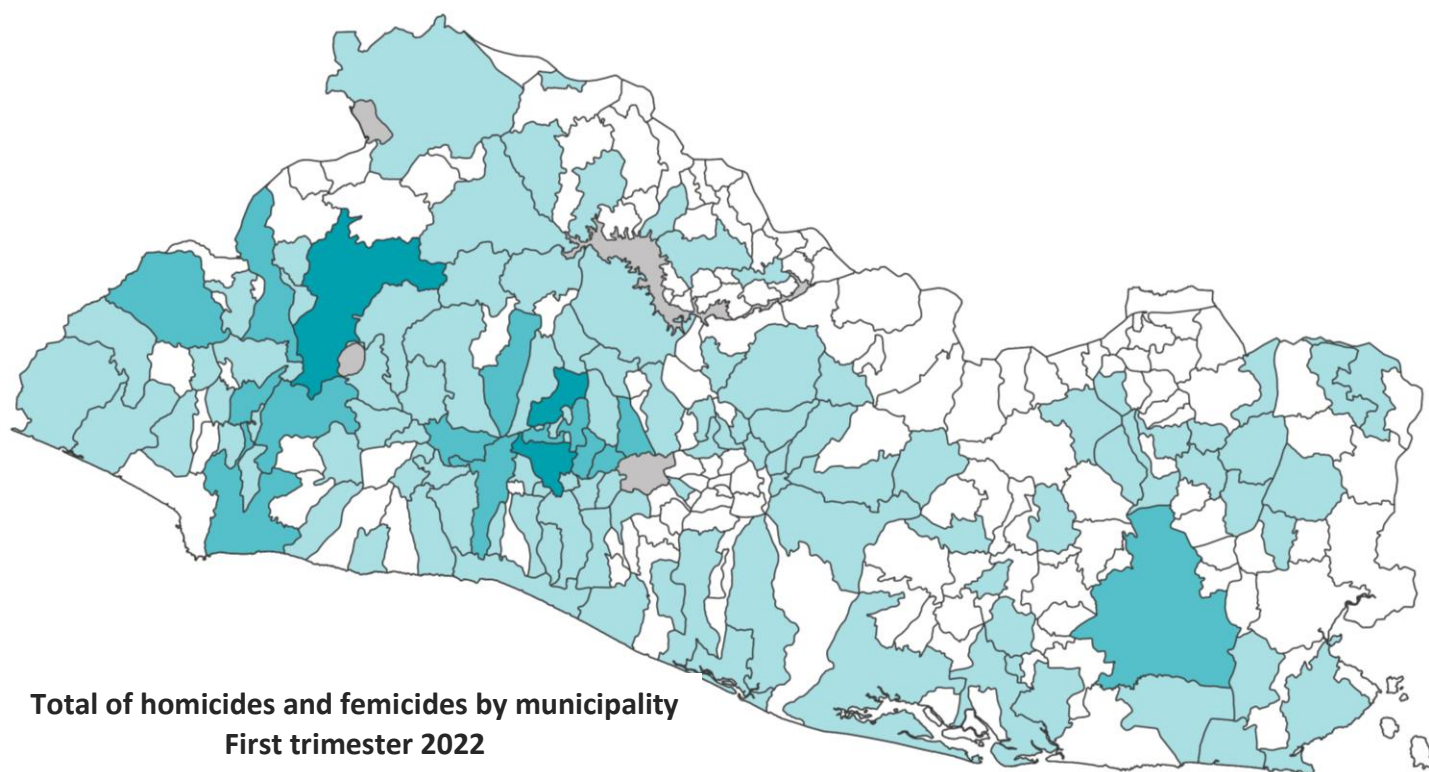 Total of homicides and femicides by municipality
First trimester 2022